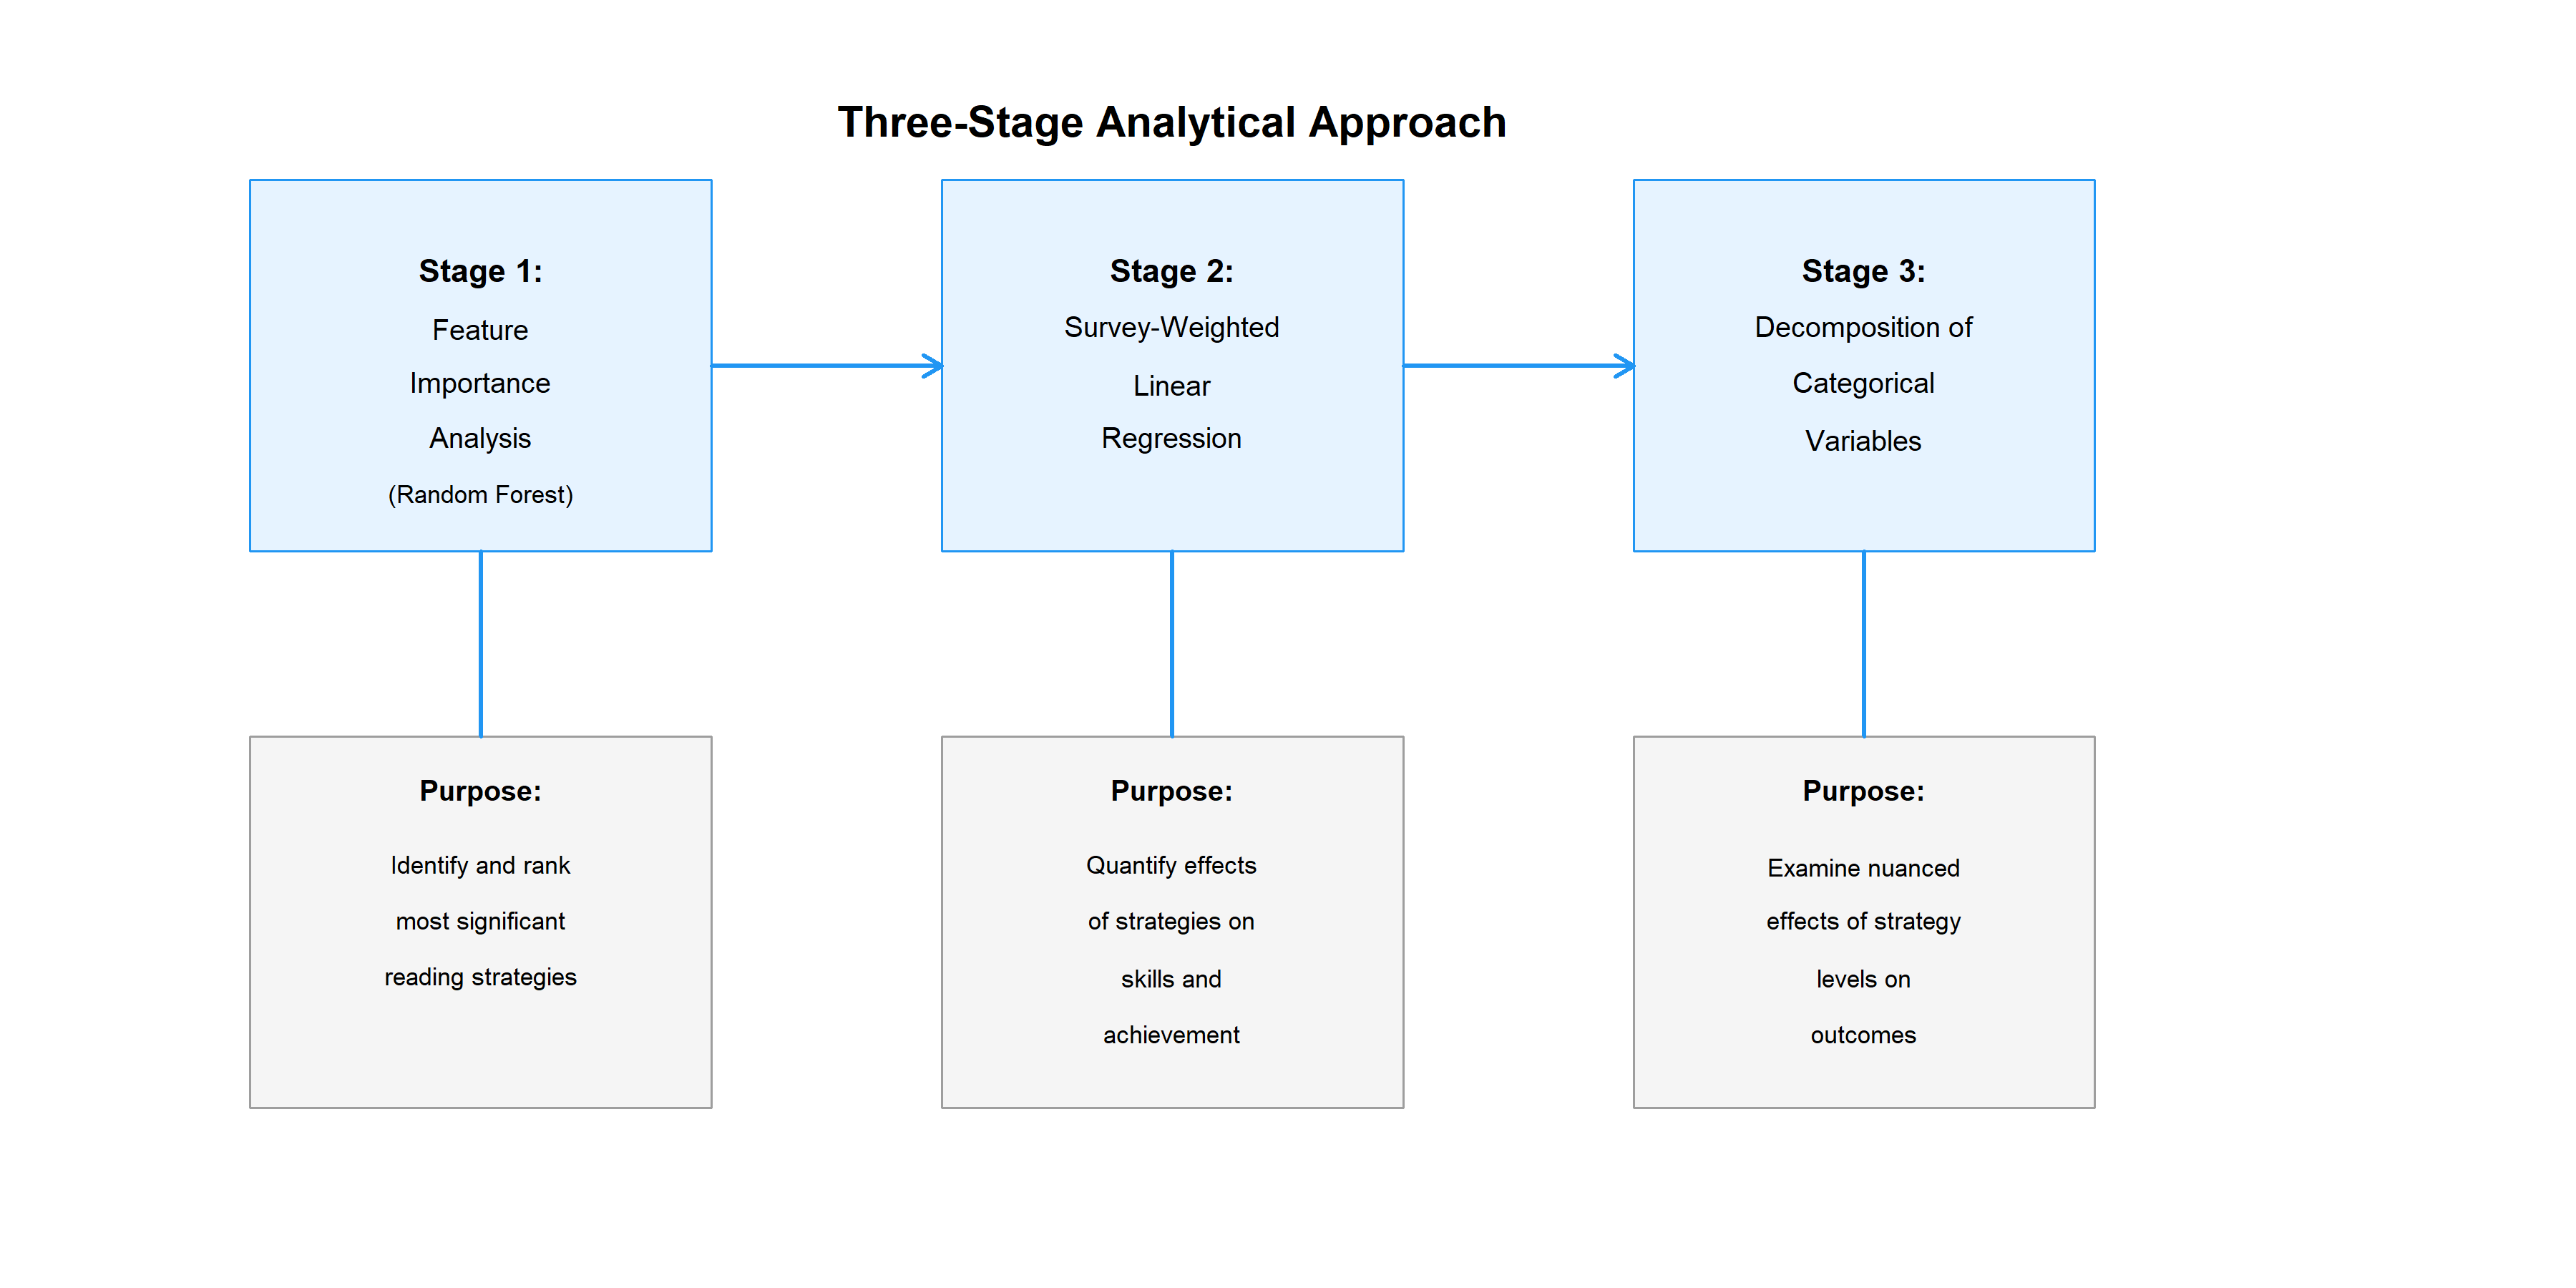 Three-Stage Analytical Approach
Stage 1:
Feature
Importance
Analysis
(Random Forest)
Stage 2:
Survey-Weighted
Linear
Regression
Stage 3:
Decomposition of
Categorical
Variables
Purpose:
Identify and rank
most significant
reading strategies
Purpose:
Quantify effects
of strategies on
skills and
achievement
Purpose:
Examine nuanced
effects of strategy
levels on
outcomes